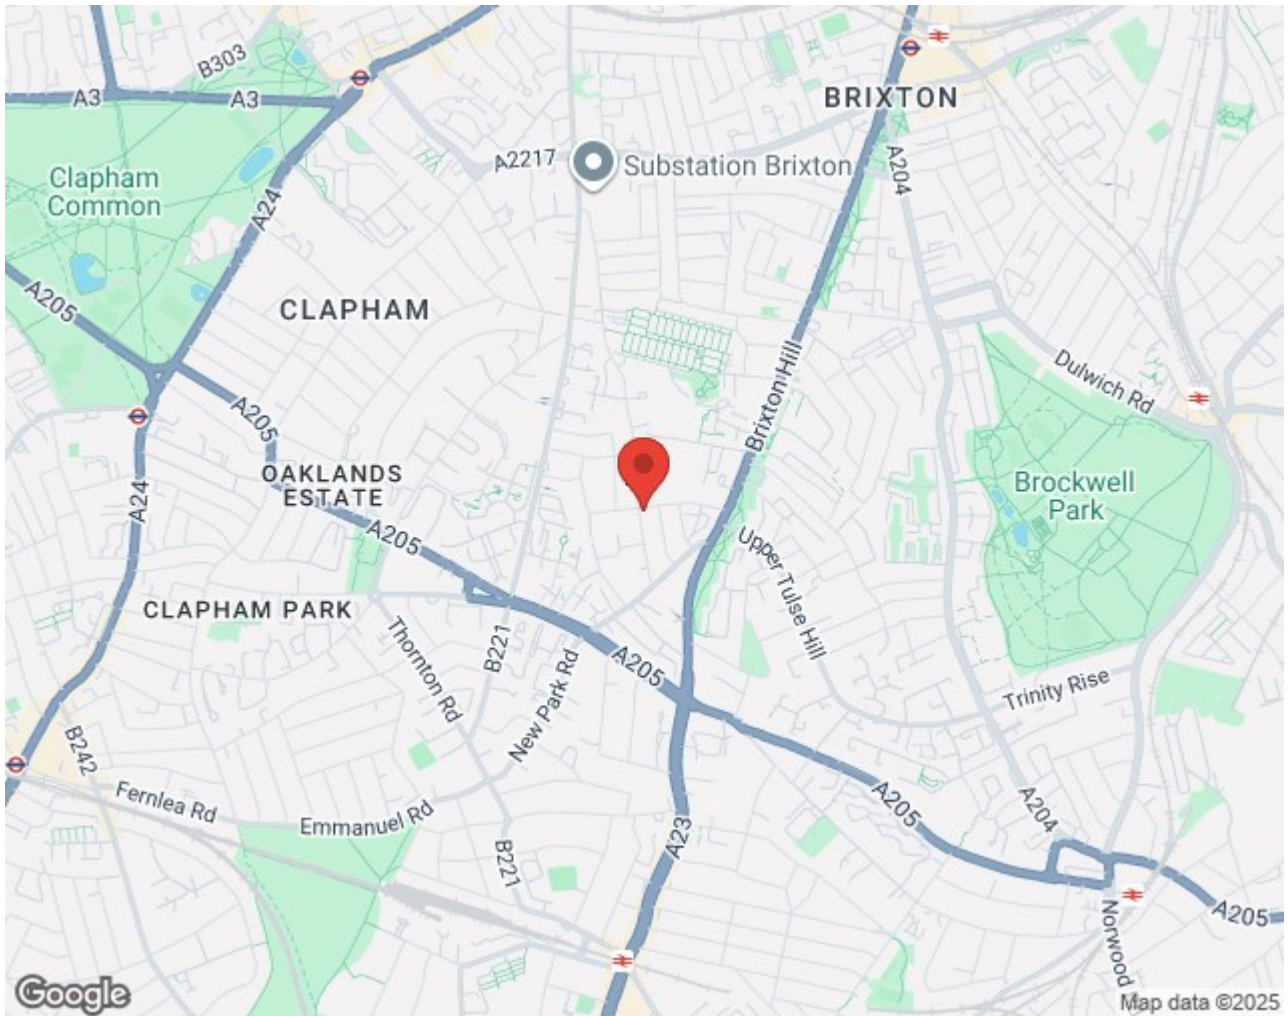 B303
A3
A3
BRIXTON
A2217
Substation Brixton
A204
Clapham
Common
A24
A205
CLAPHAM
Brixton Hill
Dulwich Rd
A205
OAKLANDS
ESTATE
A24
A205
Brockwell
Park
Upper Tulse Hill
CLAPHAM PARK
Thornton Rd
B221
New Park Rd
A205
Trinity Rise
B242
Fernlea Rd
Emmanuel Rd
A23
A205
A204
B221
A205
Norwood
Google
Map data ©2025